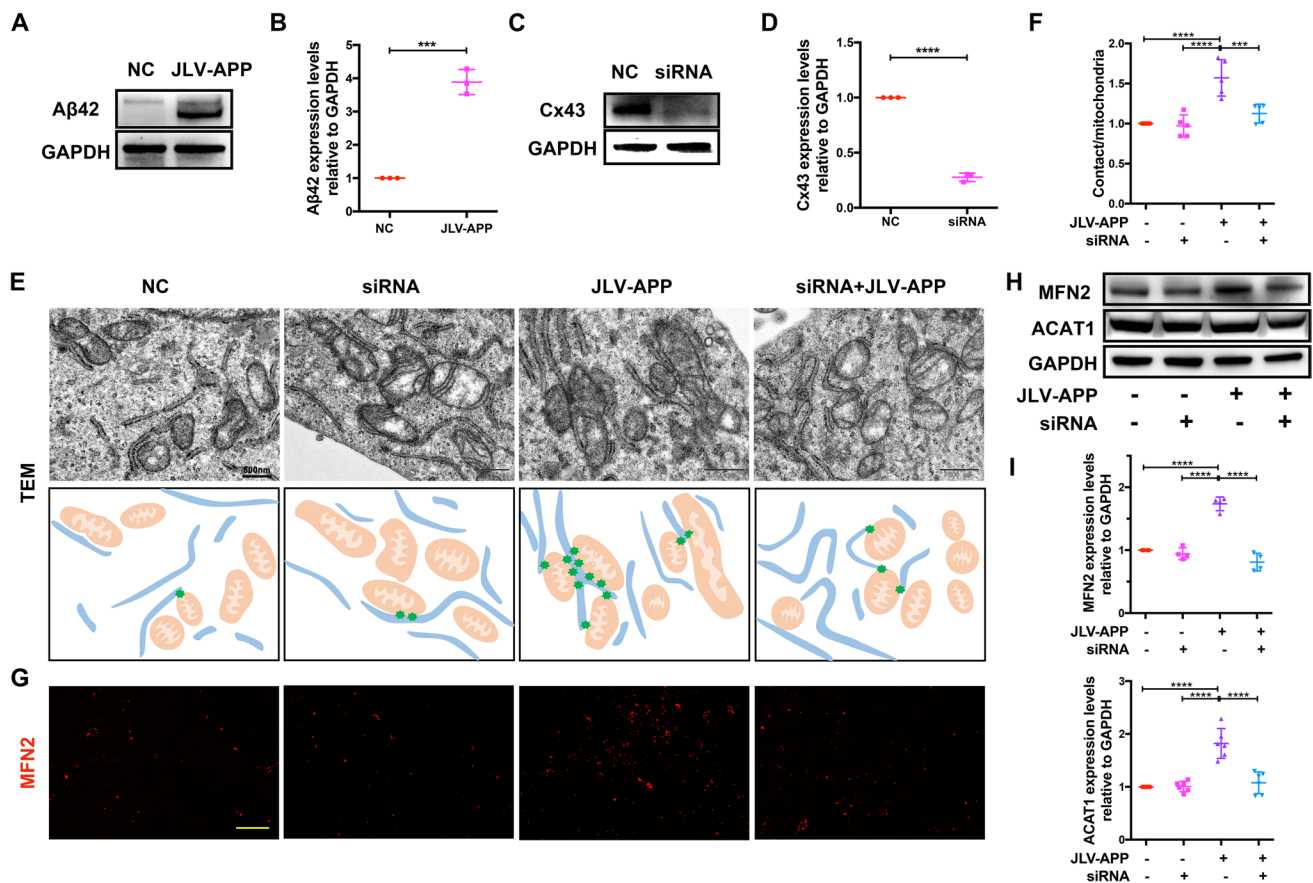 A
NC JLV-APP
Aβ42
GAPDH
B
Aβ42 expression levels
relative to GAPDH
5
4
3
2
1
0
***
NC
JLV-APP
C
NC siRNA
Cx43
GAPDH
D
Cx43 expression levels
relative to GAPDH
1.5
1.0
0.5
0.0
****
NC
siRNA
F
Contact/mitochondria
2.0
1.5
1.0
0.5
0.0
****
**** ***
JLV-APP - - + +
siRNA - + - +
E
NC siRNA JLV-APP siRNA+JLV-APP
TEM
500nm
G
MFN2
H
MFN2
ACAT1
GAPDH
JLV-APP - - + +
siRNA - + - +
I
MFN2 expression levels
relative to GAPDH
2
1
0
****
**** ****
JLV-APP - - + +
siRNA - + - +
ACAT1 expression levels
relative to GAPDH
3
2
1
0
****
**** ****
JLV-APP - - + +
siRNA - + - +